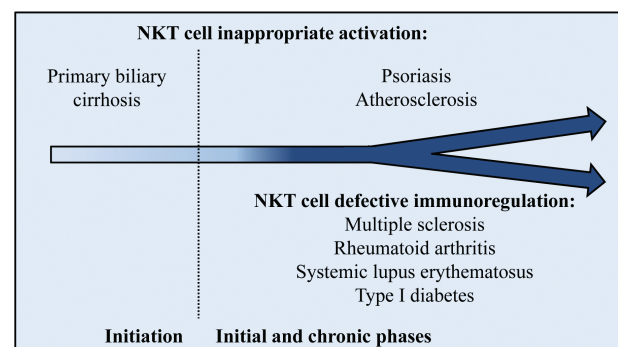 NKT cell inappropriate activation:
Primary biliary
cirrhosis
Psoriasis
Atherosclerosis
NKT cell defective immunoregulation:
Multiple sclerosis
Rheumatoid arthritis
Systemic lupus erythematosus
Type I diabetes
Initiation
Initial and chronic phases